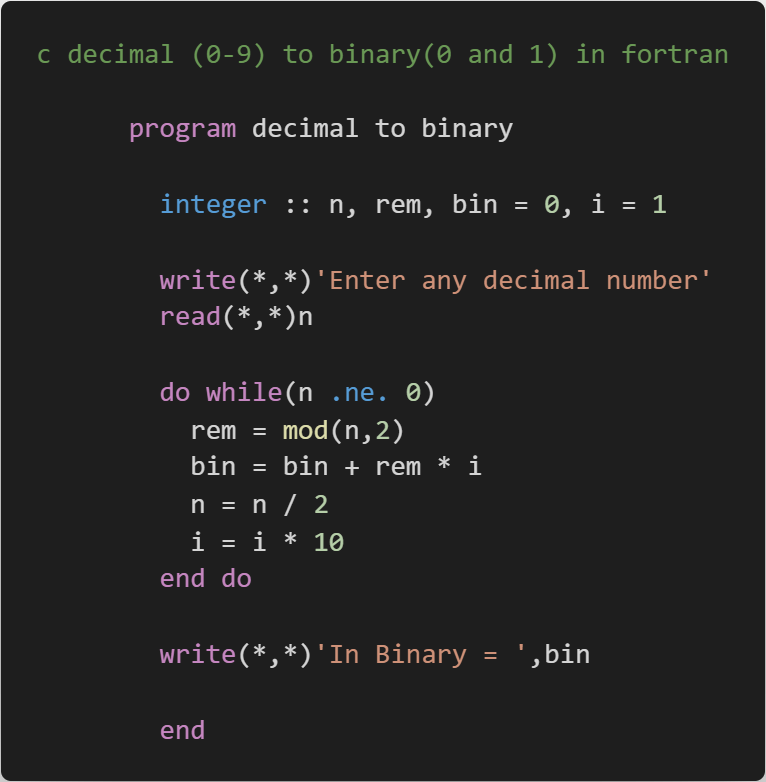 c decimal (0-9) to binary(0 and 1) in fortran
program decimal to binary
integer :: n, rem, bin = 0, i = 1
write(*,*)'Enter any decimal number'
read(*,*)n
do while(n .ne. 0)
rem = mod(n,2)
bin = bin + rem * i
n = n / 2
i = i * 10
end do
write(*,*)'In Binary = ',bin
end